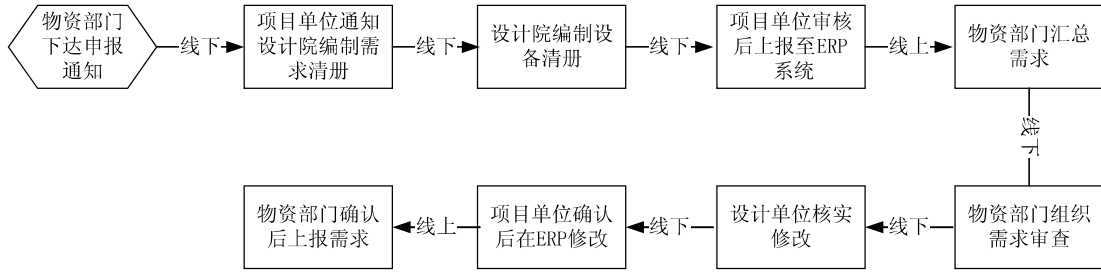 物资部门
下达申报
通知
线下
项目单位通知
设计院编制需
求清册
线下
设计院编制设
备清册
线下
项目单位审核
后上报至ERP
系统
线上
物资部门汇总
需求
线下
物资部门组织
需求审查
线下
设计单位核实
修改
线下
项目单位确认
后在ERP修改
线上
物资部门确认
后上报需求